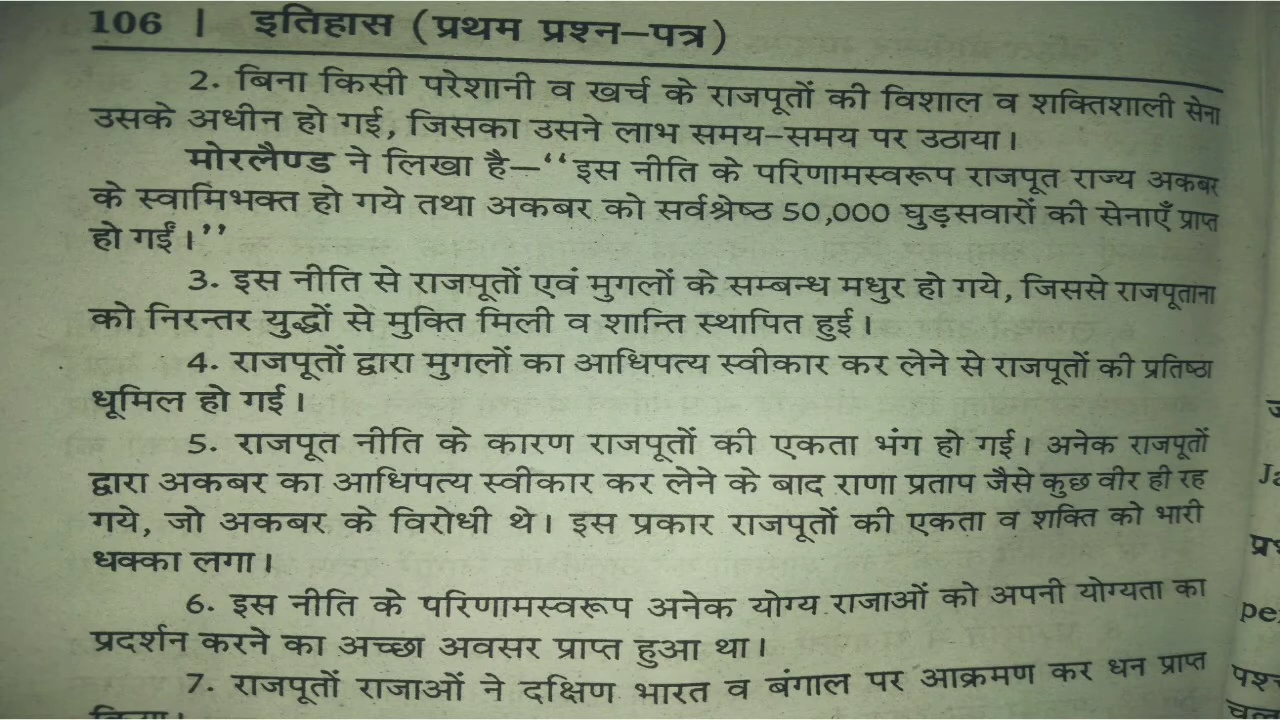 106 | इतिहास (प्रथम प्रश्न–पत्र)
2. बिना किसी परेशानी व खर्च के राजपूतों की विशाल व शक्तिशाली सेना
उसके अधीन हो गई, जिसका उसने लाभ समय–समय पर उठाया।
मोरलैण्ड ने लिखा है—‘‘इस नीति के परिणामस्वरूप राजपूत राज्य अकबर
के स्वामिभक्त हो गये तथा अकबर को सर्वश्रेष्ठ 50,000 घुड़सवारों की सेनाएँ प्राप्त
हो गईं।’’
3. इस नीति से राजपूतों एवं मुगलों के सम्बन्ध मधुर हो गये, जिससे राजपूताना
को निरन्तर युद्धों से मुक्ति मिली व शान्ति स्थापित हुई।
4. राजपूतों द्वारा मुगलों का आधिपत्य स्वीकार कर लेने से राजपूतों की प्रतिष्ठा
धूमिल हो गई।
5. राजपूत नीति के कारण राजपूतों की एकता भंग हो गई। अनेक राजपूतों
द्वारा अकबर का आधिपत्य स्वीकार कर लेने के बाद राणा प्रताप जैसे कुछ वीर ही रह
गये, जो अकबर के विरोधी थे। इस प्रकार राजपूतों की एकता व शक्ति को भारी
धक्का लगा।
6. इस नीति के परिणामस्वरूप अनेक योग्य राजाओं को अपनी योग्यता का
प्रदर्शन करने का अच्छा अवसर प्राप्त हुआ था।
7. राजपूतों राजाओं ने दक्षिण भारत व बंगाल पर आक्रमण कर धन प्राप्त